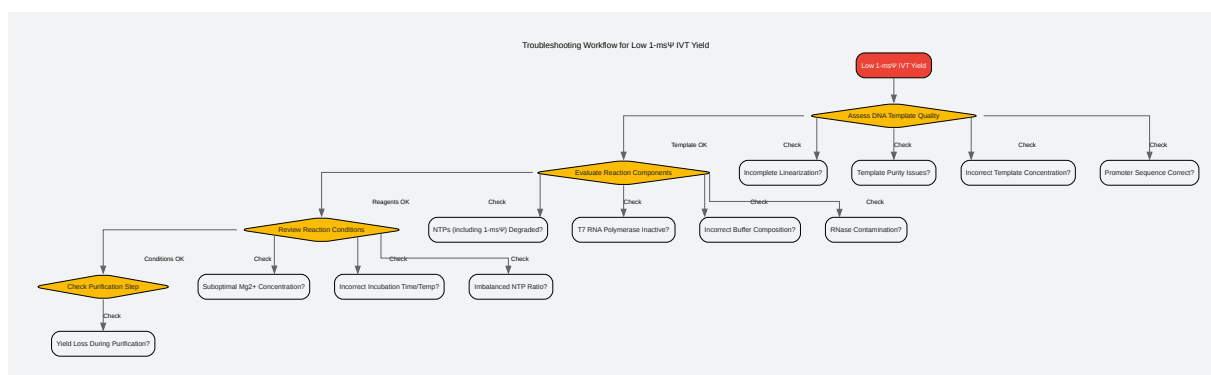 Troubleshooting Workflow for Low 1-msΨ IVT Yield
Low 1-msΨ IVT Yield
Assess DNA Template Quality
Template OK
Check
Check
Check
Check
Evaluate Reaction Components
Incomplete Linearization?
Template Purity Issues?
Incorrect Template Concentration?
Promoter Sequence Correct?
Reagents OK
Check
Check
Check
Check
Review Reaction Conditions
NTPs (including 1-msΨ) Degraded?
T7 RNA Polymerase Inactive?
Incorrect Buffer Composition?
RNase Contamination?
Conditions OK
Check
Check
Check
Check Purification Step
Suboptimal Mg2+ Concentration?
Incorrect Incubation Time/Temp?
Imbalanced NTP Ratio?
Check
Yield Loss During Purification?